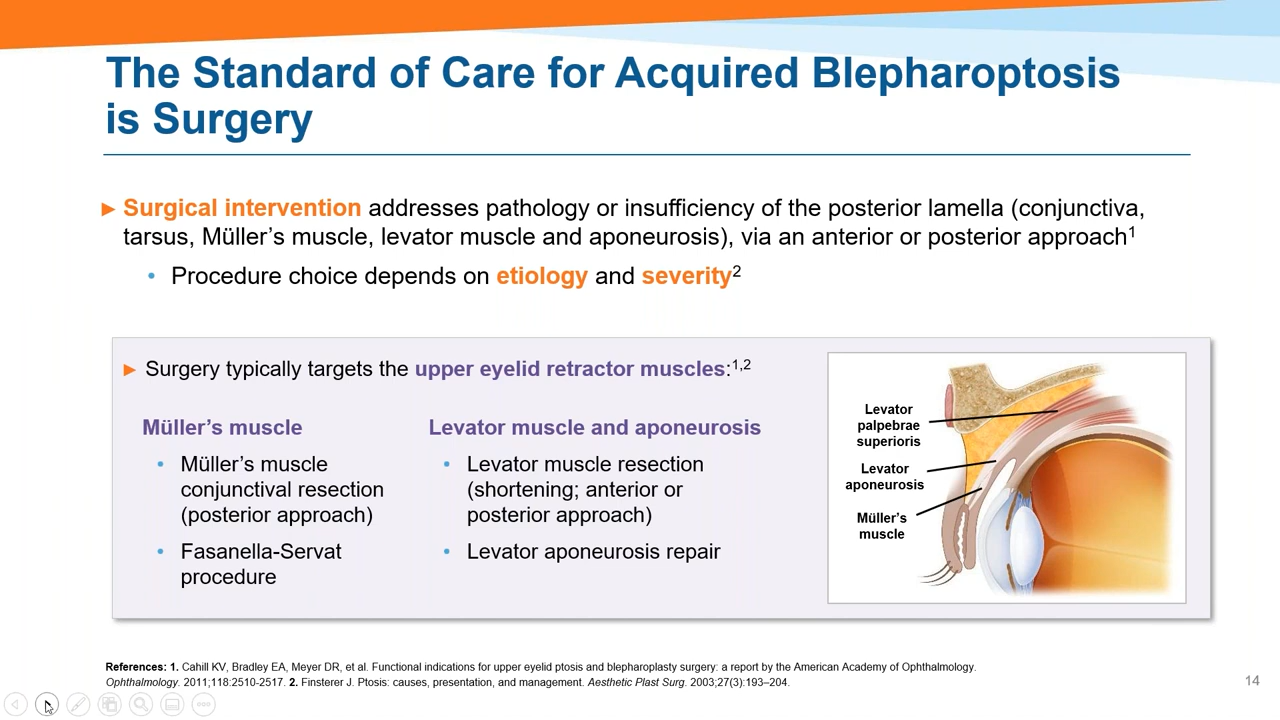 The Standard of Care for Acquired Blepharoptosis
is Surgery
► Surgical intervention addresses pathology or insufficiency of the posterior lamella (conjunctiva,
tarsus, Müller’s muscle, levator muscle and aponeurosis), via an anterior or posterior approach¹
• Procedure choice depends on etiology and severity²
► Surgery typically targets the upper eyelid retractor muscles:¹,²
Müller’s muscle
• Müller’s muscle
conjunctival resection
(posterior approach)
• Fasanella-Servat
procedure
Levator muscle and aponeurosis
• Levator muscle resection
(shortening; anterior or
posterior approach)
• Levator aponeurosis repair
Levator
palpebrae
superioris
Levator
aponeurosis
Müller’s
muscle
References: 1. Cahill KV, Bradley EA, Meyer DR, et al. Functional indications for upper eyelid ptosis and blepharoplasty surgery: a report by the American Academy of Ophthalmology.
Ophthalmology. 2011;118:2510-2517. 2. Finsterer J. Ptosis: causes, presentation, and management. Aesthetic Plast Surg. 2003;27(3):193–204.
14